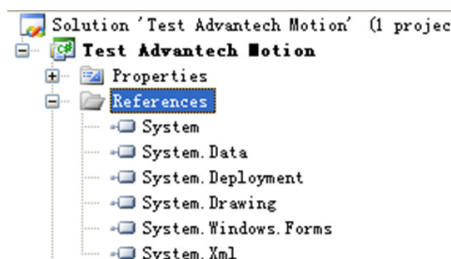 Solution 'Test Advantech Motion' (1 projec
Test Advantech Motion
Properties
References
System
System.Data
System.Deployment
System.Drawing
System.Windows.Forms
System.Xml